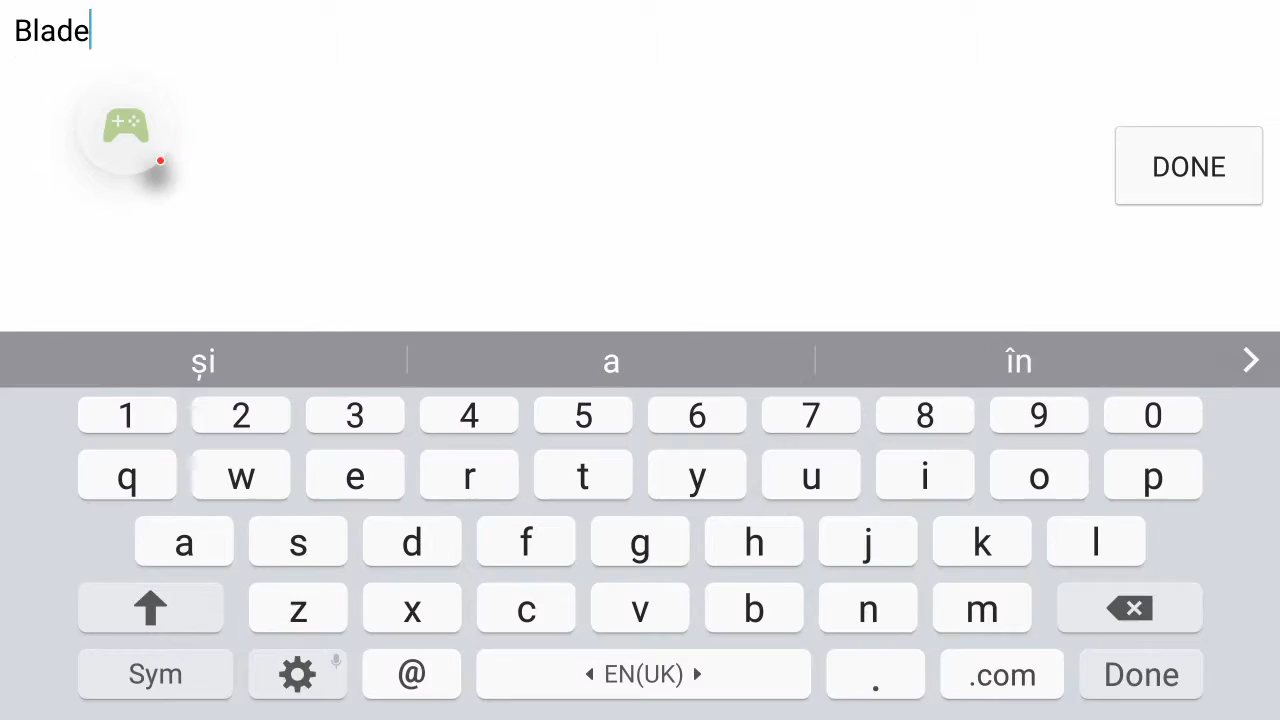 Blade
DONE
și a în
1 2 3 4 5 6 7 8 9 0
q w e r t y u i o p
a s d f g h j k l
z x c v b n m
Sym @ EN(UK) . .com Done